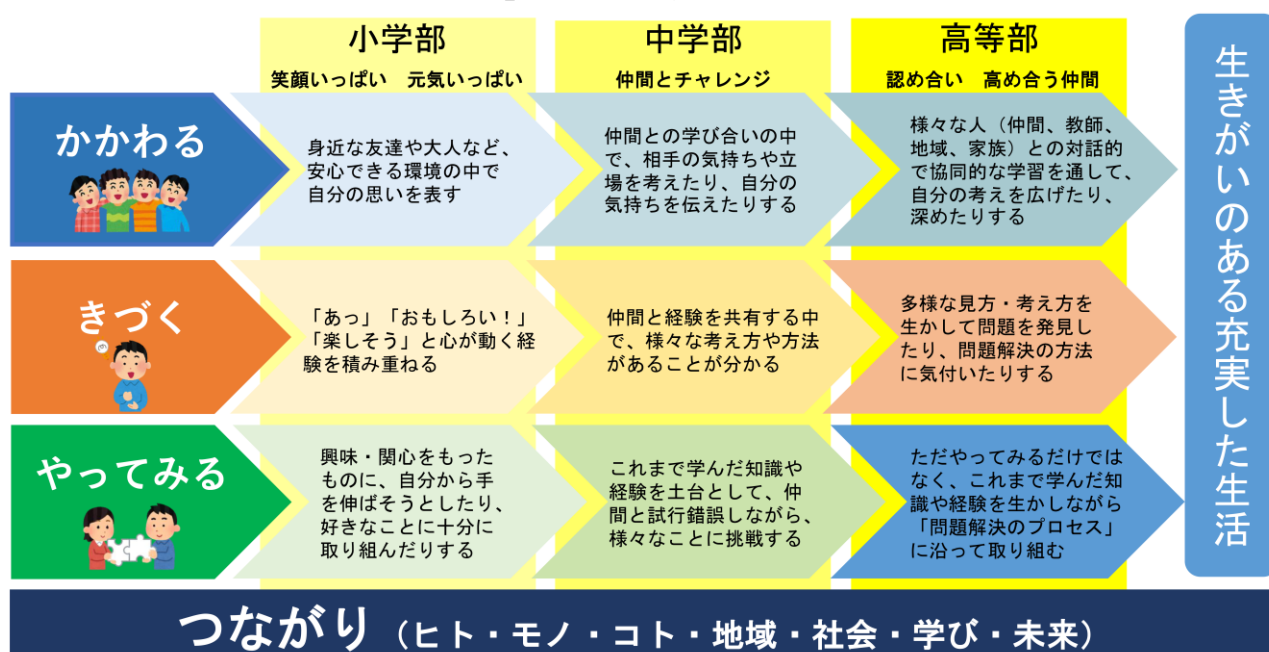 小学部
笑顔いっぱい　元気いっぱい
中学部
仲間とチャレンジ
高等部
認め合い　高め合う仲間
かかわる
身近な友達や大人など、
安心できる環境の中で
自分の思いを表す
仲間との学び合いの中
で、相手の気持ちや立
場を考えたり、自分の
気持ちを伝えたりする
様々な人（仲間、教師、
地域、家族）との対話的
で協同的な学習を通して、
自分の考えを広げたり、
深めたりする
きづく
「あっ」「おもしろい！」
「楽しそう」と心が動く経
験を積み重ねる
仲間と経験を共有する中
で、様々な考え方や方法
があることが分かる
多様な見方・考え方を
生かして問題を発見し
たり、問題解決の方法
に気付いたりする
やってみる
興味・関心をもった
ものに、自分から手
を伸ばそうとしたり、
好きなことに十分に
取り組んだりする
これまで学んだ知識や
経験を土台として、仲
間と試行錯誤しながら、
様々なことに挑戦する
ただやってみるだけでは
なく、これまで学んだ知
識や経験を生かしながら
「問題解決のプロセス」
に沿って取り組む
生きがいのある充実した生活
つながり（ヒト・モノ・コト・地域・社会・学び・未来）